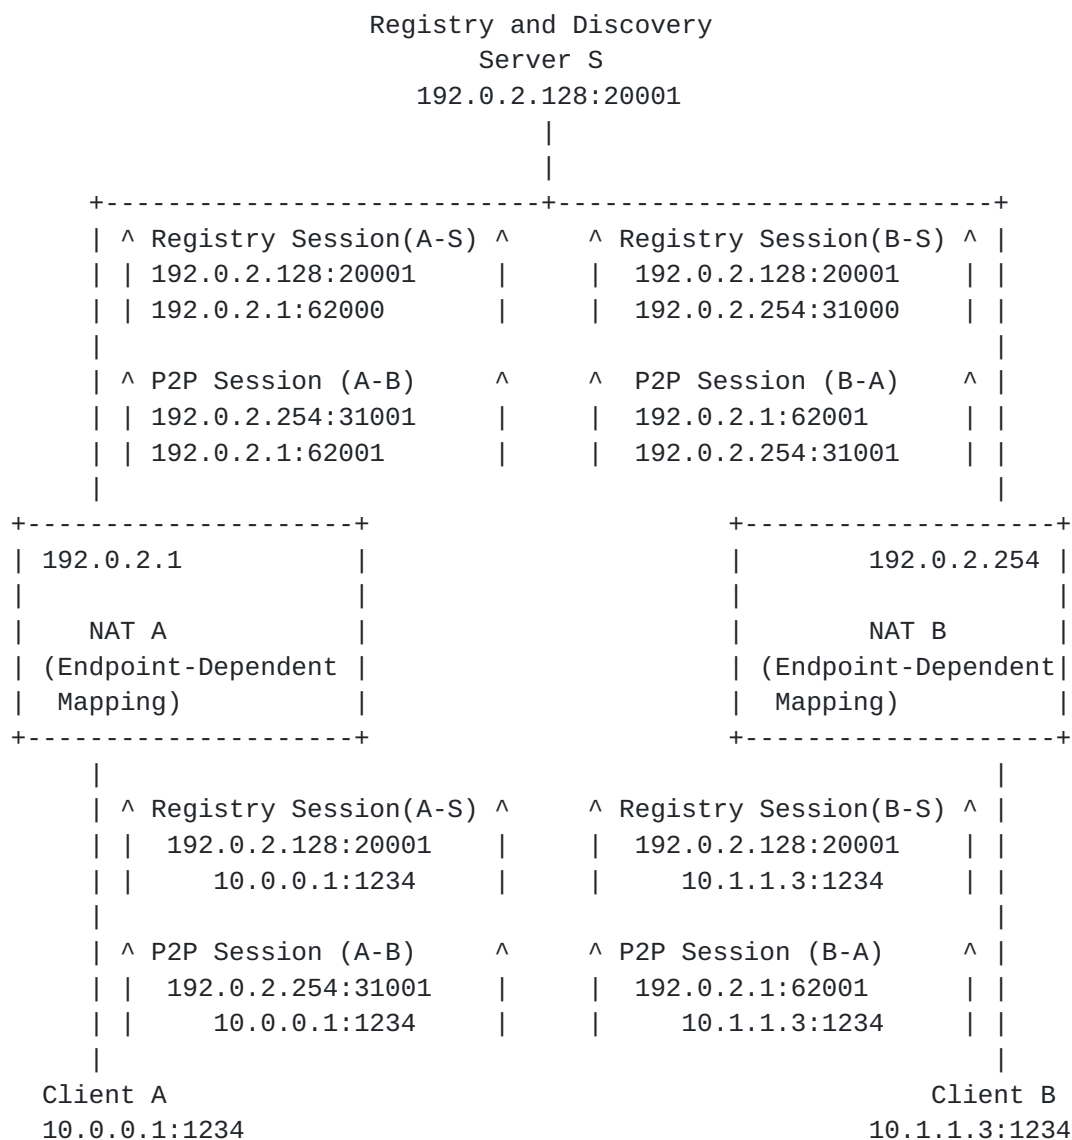 Registry and Discovery
                              Server S
                          192.0.2.128:20001
                                  |
                                  |
     +----------------------------+----------------------------+
     | ^ Registry Session(A-S) ^     ^ Registry Session(B-S) ^ |
     | | 192.0.2.128:20001     |     |  192.0.2.128:20001    | |
     | | 192.0.2.1:62000       |     |  192.0.2.254:31000    | |
     |                                                         |
     | ^ P2P Session (A-B)     ^     ^  P2P Session (B-A)    ^ |
     | | 192.0.2.254:31001     |     |  192.0.2.1:62001      | |
     | | 192.0.2.1:62001       |     |  192.0.2.254:31001    | |
     |                                                         |
+---------------------+                       +--------------------+
| 192.0.2.1           |                       |        192.0.2.254 |
|                     |                       |                    |
|    NAT A            |                       |        NAT B       |
| (Endpoint-Dependent |                       | (Endpoint-Dependent|
|  Mapping)           |                       |  Mapping)          |
+---------------------+                       +--------------------+
     |                                                         |
     | ^ Registry Session(A-S) ^     ^ Registry Session(B-S) ^ |
     | |  192.0.2.128:20001    |     |  192.0.2.128:20001    | |
     | |     10.0.0.1:1234     |     |     10.1.1.3:1234     | |
     |                                                         |
     | ^ P2P Session (A-B)     ^     ^ P2P Session (B-A)     ^ |
     | |  192.0.2.254:31001    |     |  192.0.2.1:62001      | |
     | |     10.0.0.1:1234     |     |     10.1.1.3:1234     | |
     |                                                         |
  Client A                                                 Client B
  10.0.0.1:1234                                        10.1.1.3:1234